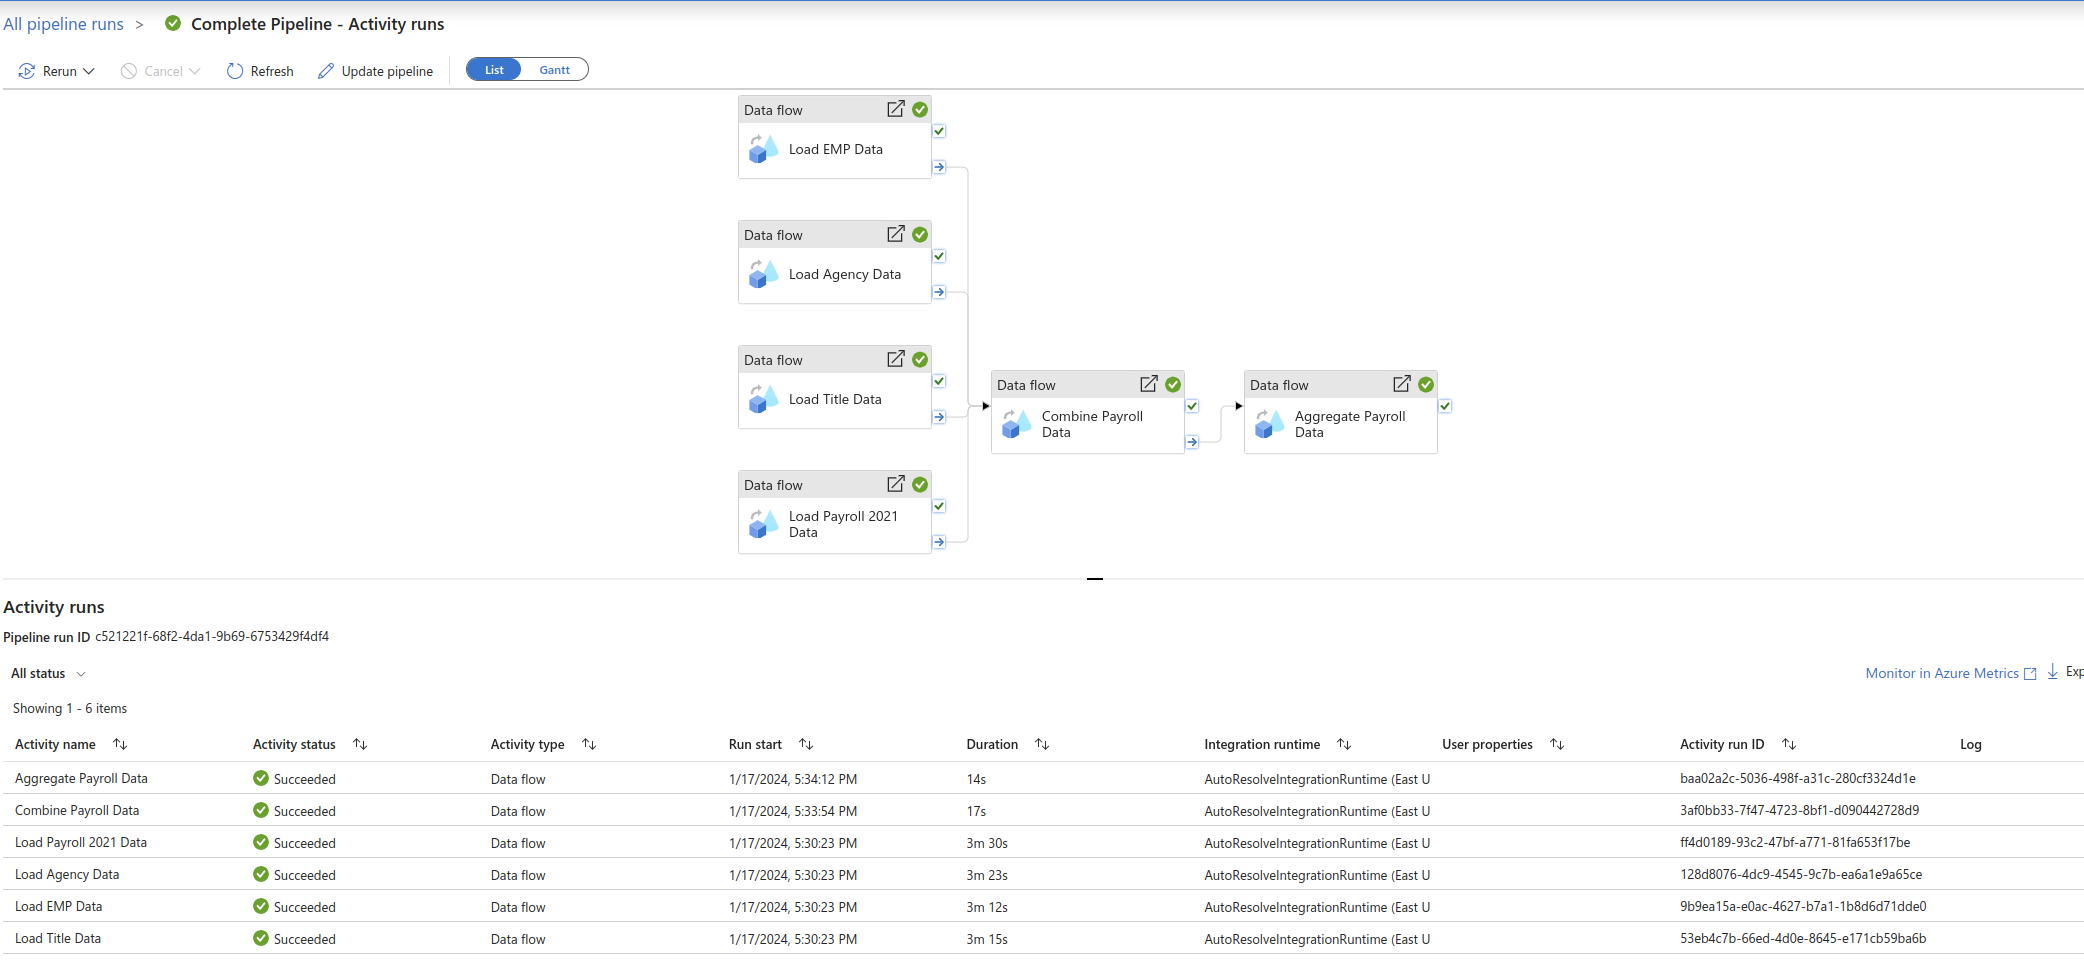 All pipeline runs > Complete Pipeline - Activity runs
Rerun Cancel Refresh Update pipeline List Gantt
Data flow
Load EMP Data
Data flow
Load Agency Data
Data flow
Load Title Data
Data flow
Combine Payroll
Data
Data flow
Aggregate Payroll
Data
Data flow
Load Payroll 2021
Data
Activity runs
Pipeline run ID c521221f-68f2-4da1-9b69-6753429f4df4
All status
Monitor in Azure Metrics Exp
Showing 1 - 6 items
Activity name Activity status Activity type Run start Duration Integration runtime User properties Activity run ID Log
Aggregate Payroll Data Succeeded Data flow 1/17/2024, 5:34:12 PM 14s AutoResolveIntegrationRuntime (East U baa02a2c-5036-498f-a31c-280cf3324d1e
Combine Payroll Data Succeeded Data flow 1/17/2024, 5:33:54 PM 17s AutoResolveIntegrationRuntime (East U 3af0bb33-7f47-4723-8bf1-d090442728d9
Load Payroll 2021 Data Succeeded Data flow 1/17/2024, 5:30:23 PM 3m 30s AutoResolveIntegrationRuntime (East U ff4d0189-93c2-47bf-a771-81fa653f17be
Load Agency Data Succeeded Data flow 1/17/2024, 5:30:23 PM 3m 23s AutoResolveIntegrationRuntime (East U 128d8076-4dc9-4545-9c7b-ea6a1e9a65ce
Load EMP Data Succeeded Data flow 1/17/2024, 5:30:23 PM 3m 12s AutoResolveIntegrationRuntime (East U 9b9ea15a-e0ac-4627-b7a1-1b8d6d71dde0
Load Title Data Succeeded Data flow 1/17/2024, 5:30:23 PM 3m 15s AutoResolveIntegrationRuntime (East U 53eb4c7b-66ed-4d0e-8645-e171cb59ba6b